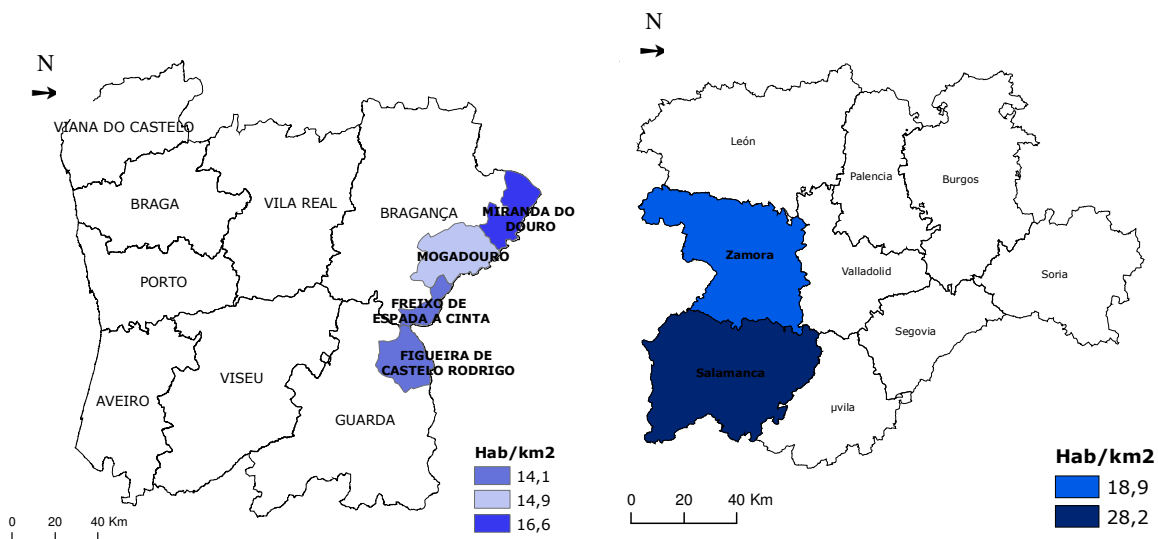 N
VIANA DO CASTELO
BRAGA
VILA REAL
BRAGANÇA
MIRANDA DO
DOURO
MOGADOURO
PORTO
FREIXO DE
ESPADA A CINTA
FIGUEIRA DE
CASTELO RODRIGO
VISEU
AVEIRO
GUARDA
Hab/km2
14,1
14,9
16,6
0 20 40 Km
N
León
Palencia
Burgos
Zamora
Valladolid
Soria
Segovia
Salamanca
µvila
Hab/km2
18,9
28,2
0 20 40 Km